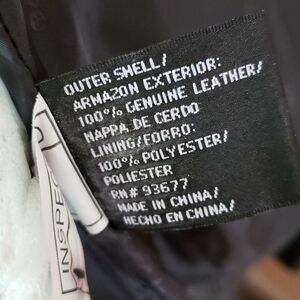 OUTER SHELL/
ARMAZON EXTERIOR:
100% GENUINE LEATHER/
NAPPA DE CERDO
LINING/FORRO:
100% POLYESTER/
POLIESTER
RN# 93677
MADE IN CHINA/
HECHO EN CHINA/
INSPE